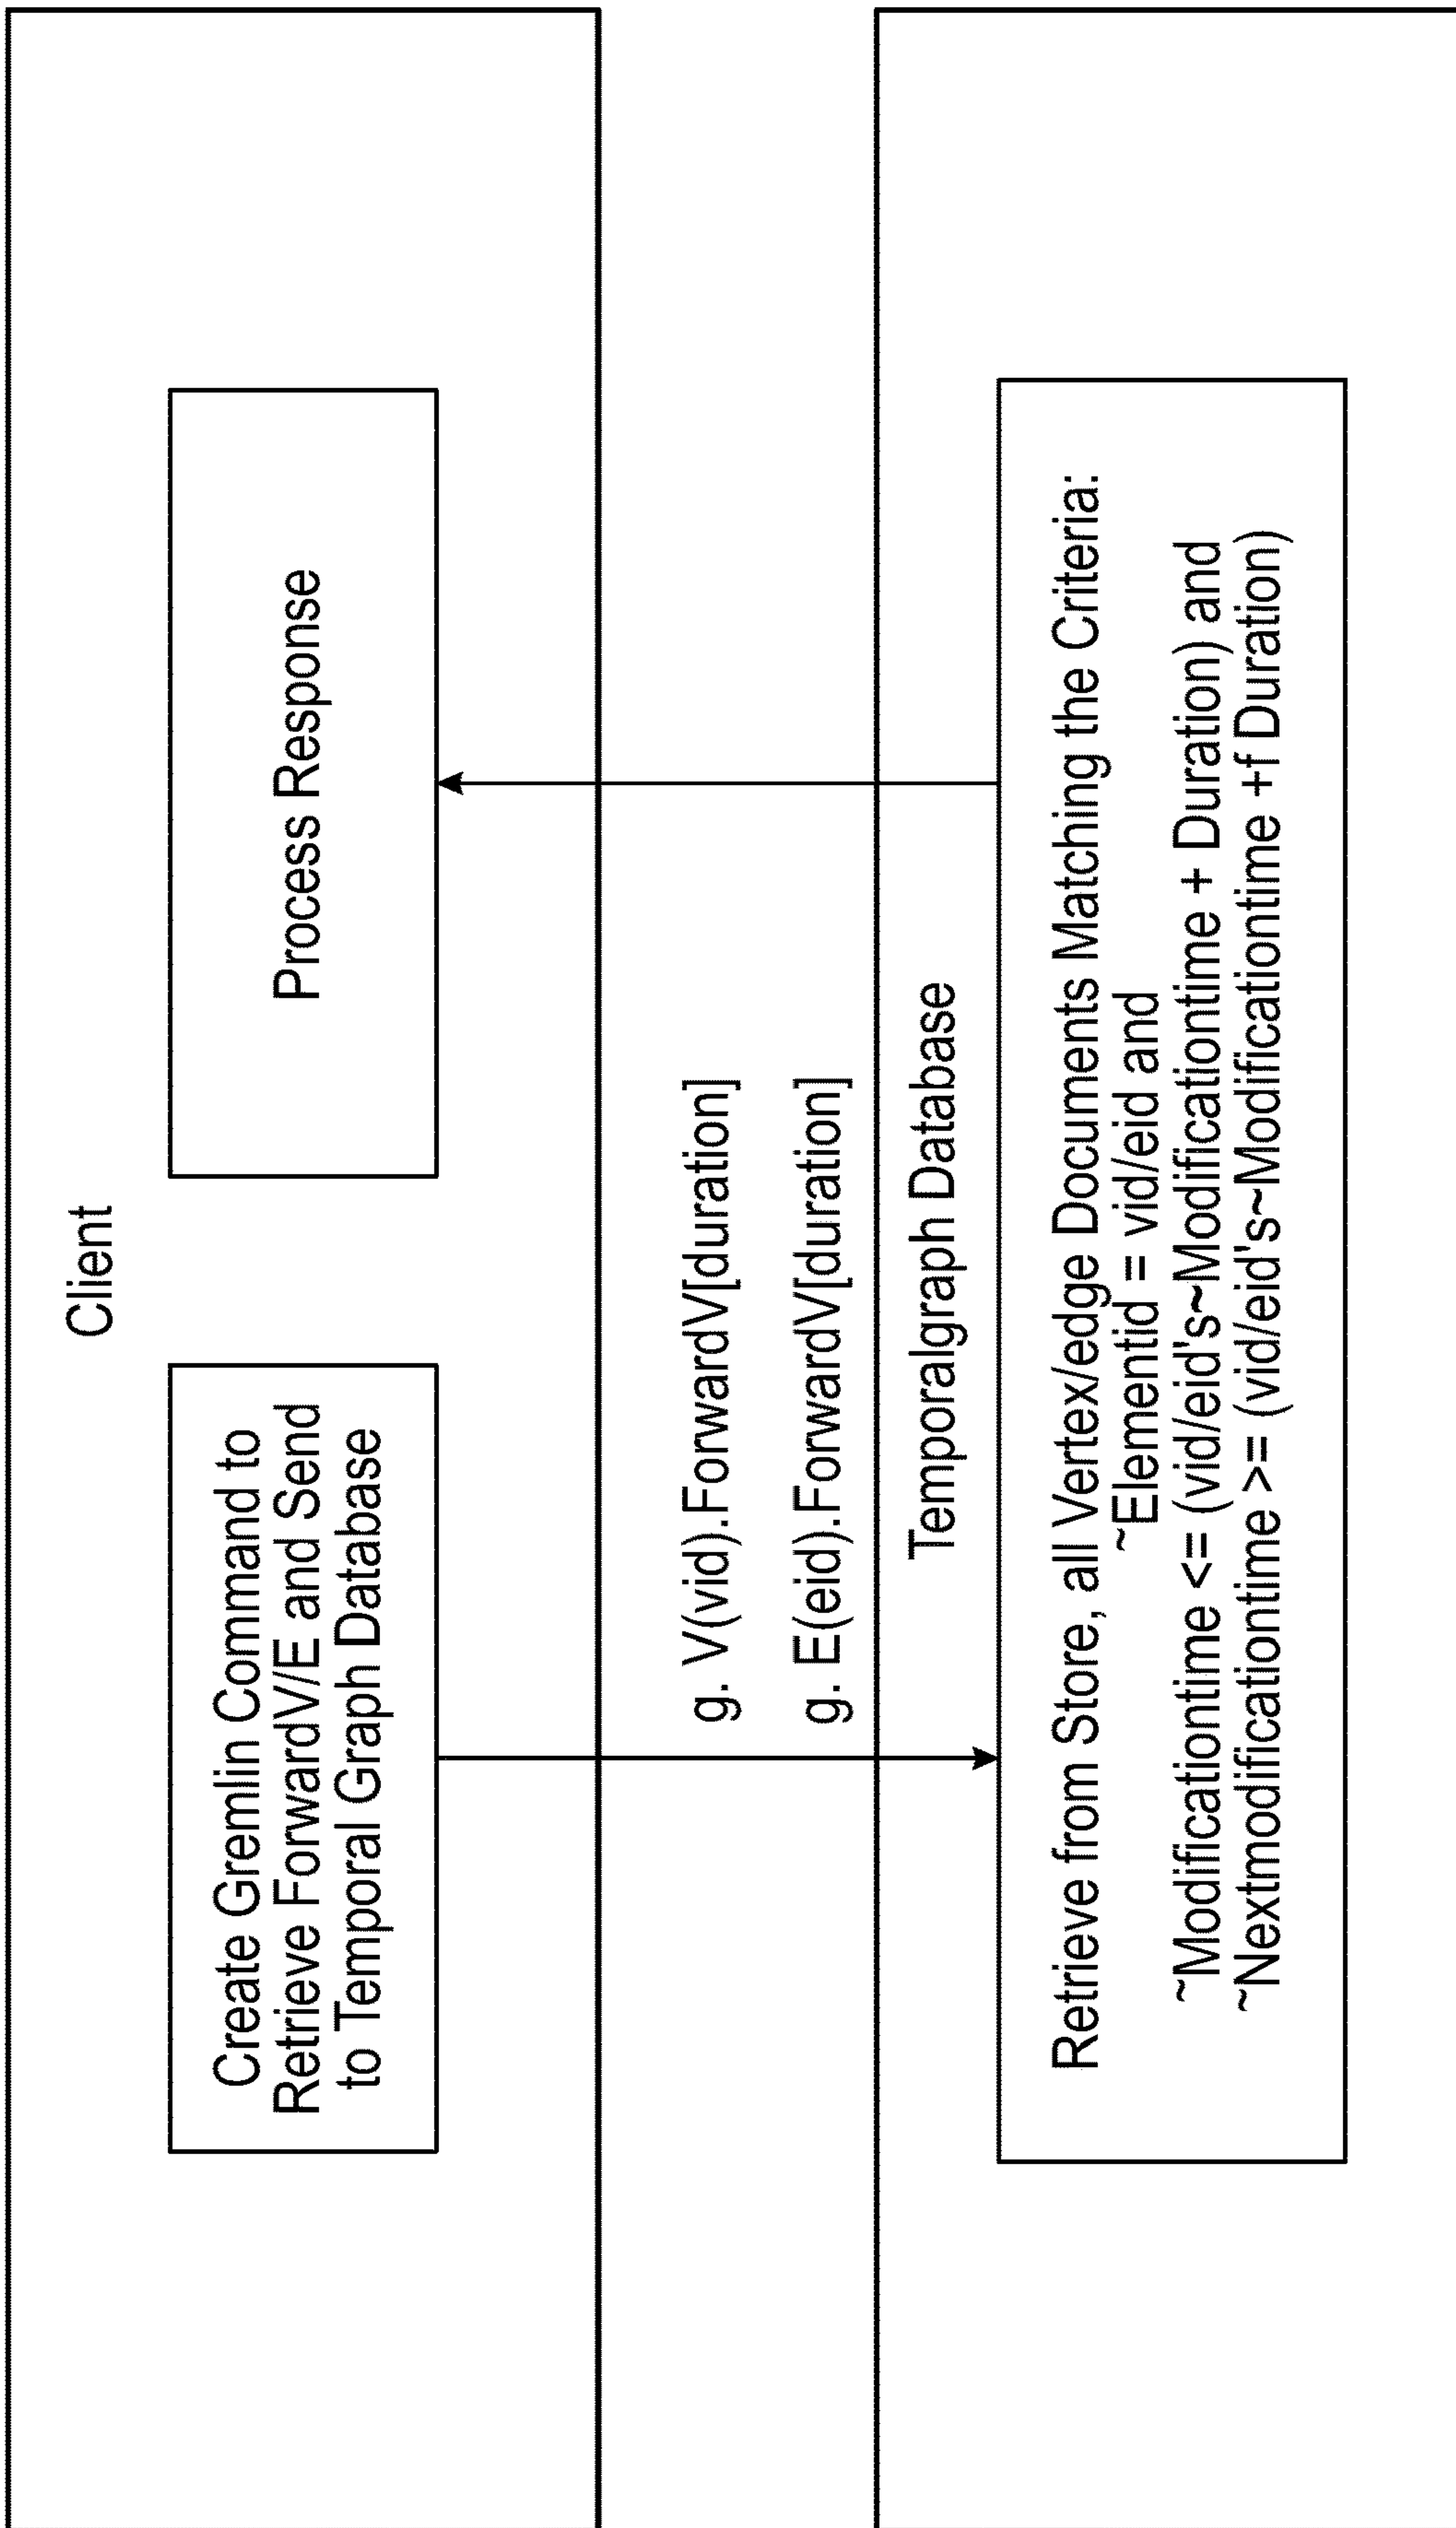 Client
Create Gremlin Command to
Retrieve ForwardV/E and Send
to Temporal Graph Database
Process Response
g. V(vid).ForwardV[duration]
g. E(eid).ForwardV[duration]
Temporalgraph Database
Retrieve from Store, all Vertex/edge Documents Matching the Criteria:
~Elementid = vid/eid and
~Modificationtime <= (vid/eid's~Modificationtime + Duration) and
~Nextmodificationtime >= (vid/eid's~Modificationtime +f Duration)